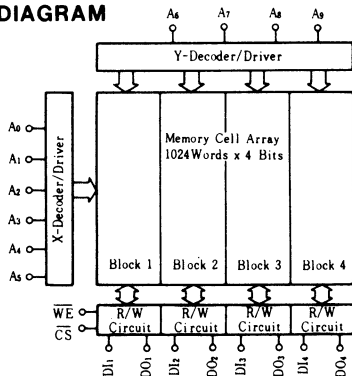 DIAGRAM
A6 A7 A8 A9
Y-Decoder/Driver
A0
A1
A2
A3
A4
A5
X-Decoder/Driver
Memory Cell Array
1024Words x 4 Bits
Block 1 Block 2 Block 3 Block 4
WE
CS
R/W R/W R/W R/W
Circuit Circuit Circuit Circuit
DI1 DO1 DI2 DO2 DI3 DO3 DI4 DO4